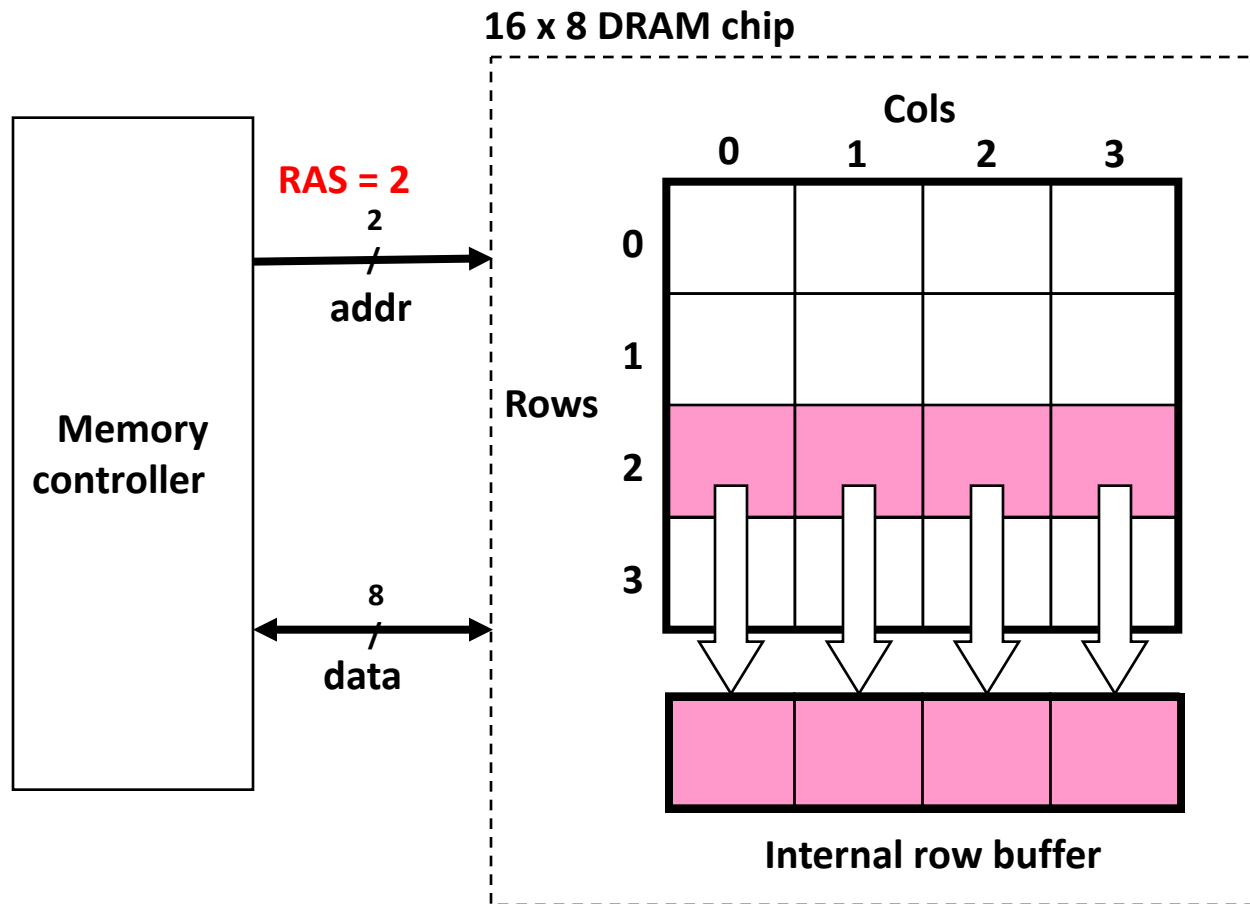 16 x 8 DRAM chip
Cols
0 1 2 3
RAS = 2
2
/
addr
0
1
Rows
Memory
controller
2
3
8
/
data
Internal row buffer